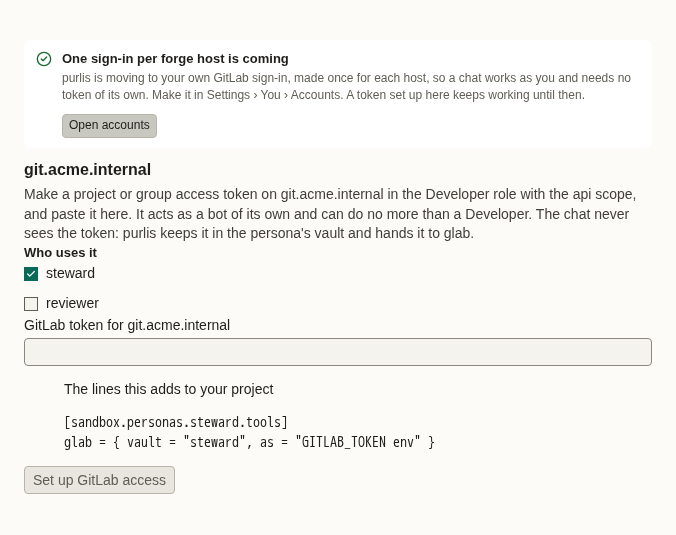 One sign-in per forge host is coming
purlis is moving to your own GitLab sign-in, made once for each host, so a chat works as you and needs no
token of its own. Make it in Settings › You › Accounts. A token set up here keeps working until then.
Open accounts
git.acme.internal
Make a project or group access token on git.acme.internal in the Developer role with the api scope,
and paste it here. It acts as a bot of its own and can do no more than a Developer. The chat never
sees the token: purlis keeps it in the persona's vault and hands it to glab.
Who uses it
steward
reviewer
GitLab token for git.acme.internal
The lines this adds to your project
[sandbox.personas.steward.tools]
glab = { vault = "steward", as = "GITLAB_TOKEN env" }
Set up GitLab access